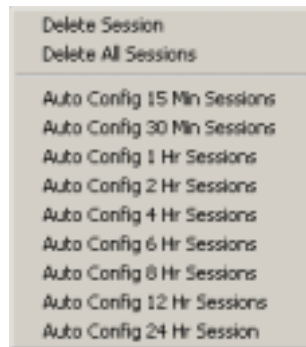 Delete Session
Delete All Sessions
Auto Config 15 Min Sessions
Auto Config 30 Min Sessions
Auto Config 1 Hr Sessions
Auto Config 2 Hr Sessions
Auto Config 4 Hr Sessions
Auto Config 6 Hr Sessions
Auto Config 8 Hr Sessions
Auto Config 12 Hr Sessions
Auto Config 24 Hr Session